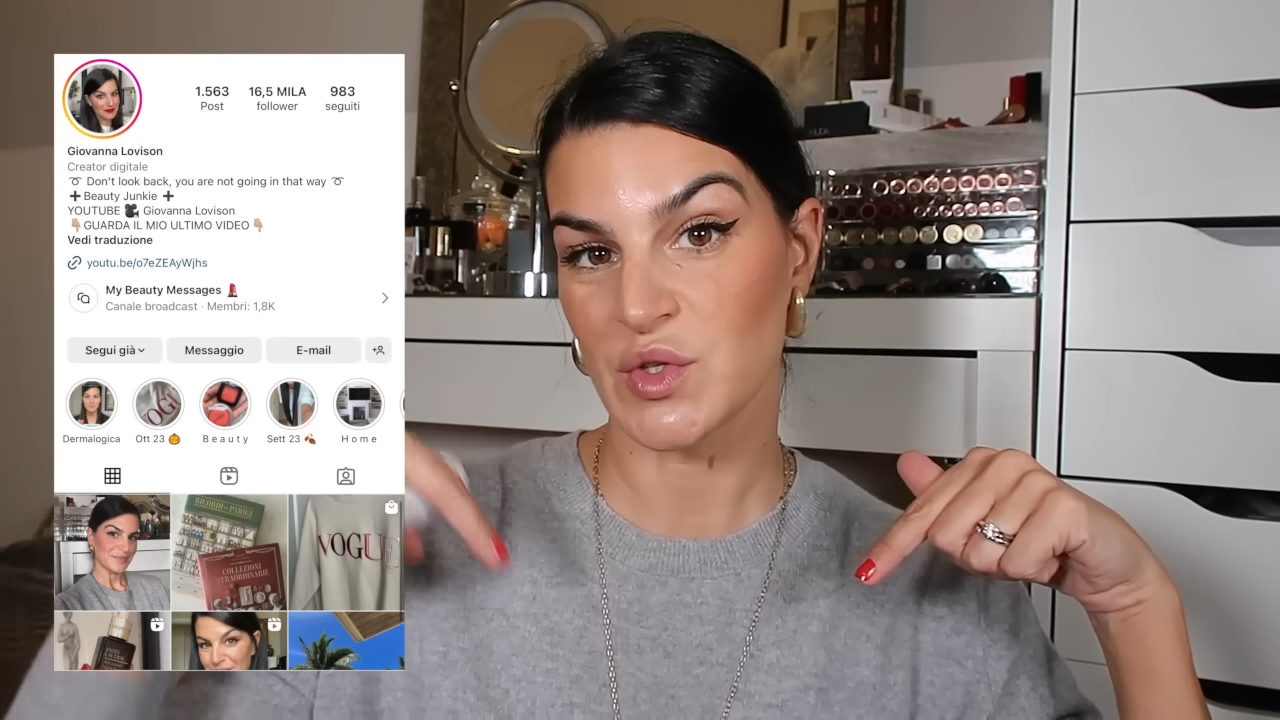 1.563 16,5 MILA 983
Post follower seguiti
Giovanna Lovison
Creator digitale
➰ Don't look back, you are not going in that way ➰
➕ Beauty Junkie ➕
YOUTUBE 🎥 Giovanna Lovison
👇🏼GUARDA IL MIO ULTIMO VIDEO👇🏼
Vedi traduzione
youtu.be/o7eZEAyWjhs
My Beauty Messages 💄
Canale broadcast · Membri: 1,8K
Segui già Messaggio E-mail
Dermalogica Ott 23 🎃 B e a u t y Sett 23 🍂 H o m e
VOGUE
RICORDI DI PARIGI
COLLEZIONI
STRAORDINARIE